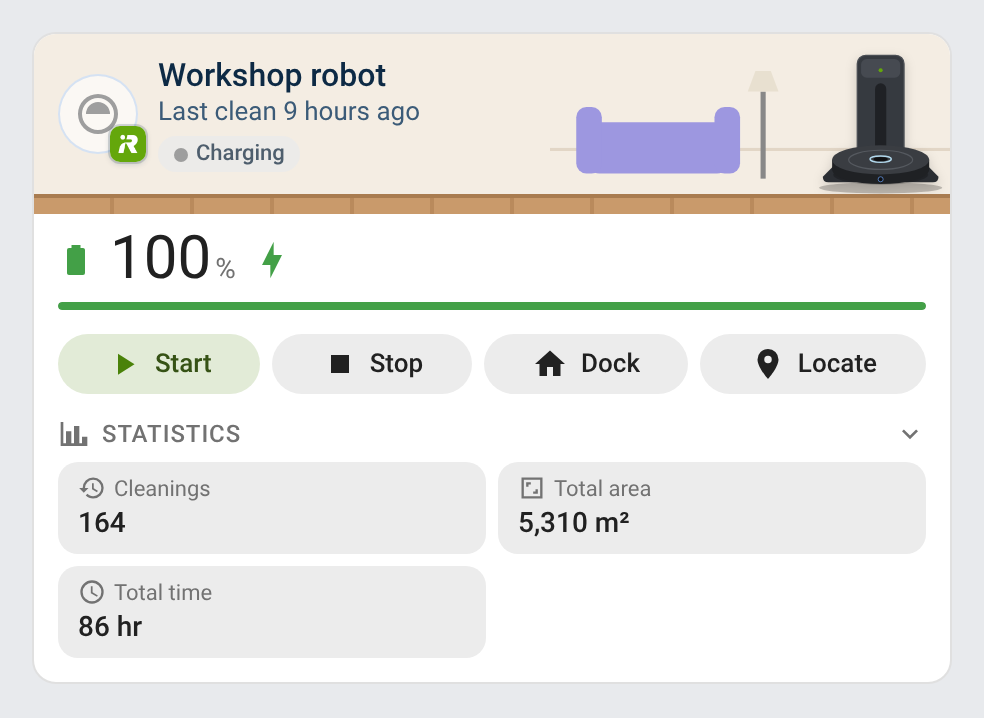 Workshop robot
Last clean 9 hours ago
Charging
100 %
Start
Stop
Dock
Locate
STATISTICS
Cleanings
164
Total area
5,310 m²
Total time
86 hr